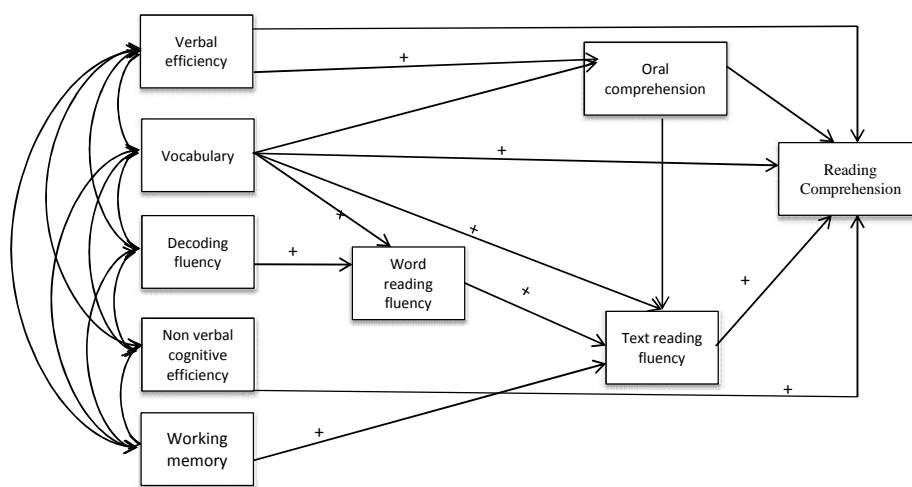 Verbal
efficiency
+
Oral
comprehension
Vocabulary
+
Reading
Comprehension
+
+
Decoding
fluency
+
Word
reading
fluency
+
+
Non verbal
cognitive
efficiency
Text reading
fluency
+
+
Working
memory